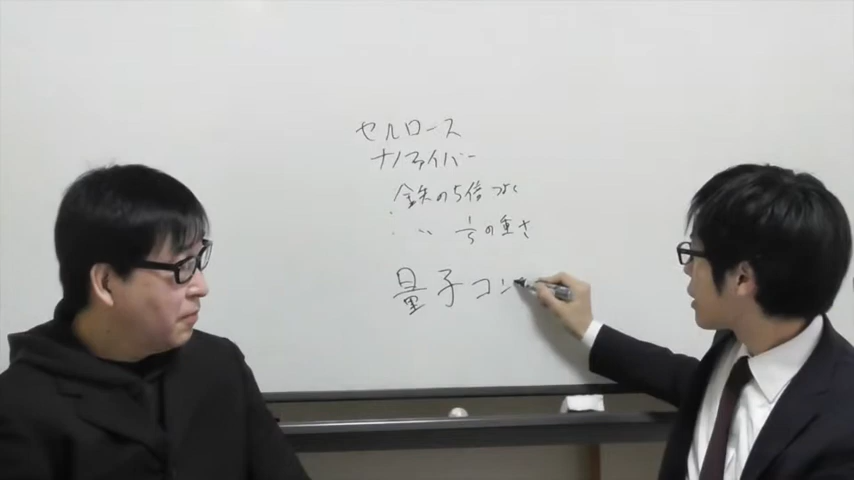 セルロース
ナノファイバー
鉄の5倍つよく
〃 1/5の重さ
量子コン